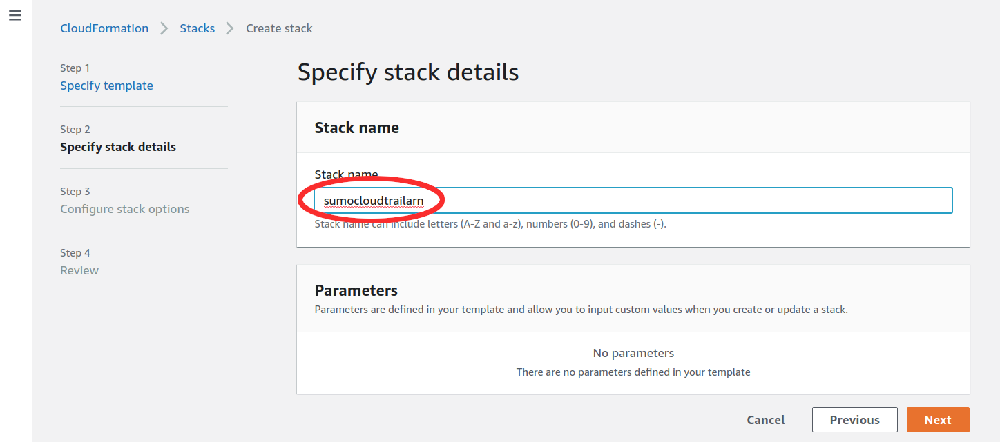 CloudFormation > Stacks > Create stack
Step 1
Specify template
Step 2
Specify stack details
Step 3
Configure stack options
Step 4
Review
Specify stack details
Stack name
Stack name
sumocloudtrailarn
Stack name can include letters (A-Z and a-z), numbers (0-9), and dashes (-).
Parameters
Parameters are defined in your template and allow you to input custom values when you create or update a stack.
No parameters
There are no parameters defined in your template
Cancel Previous Next